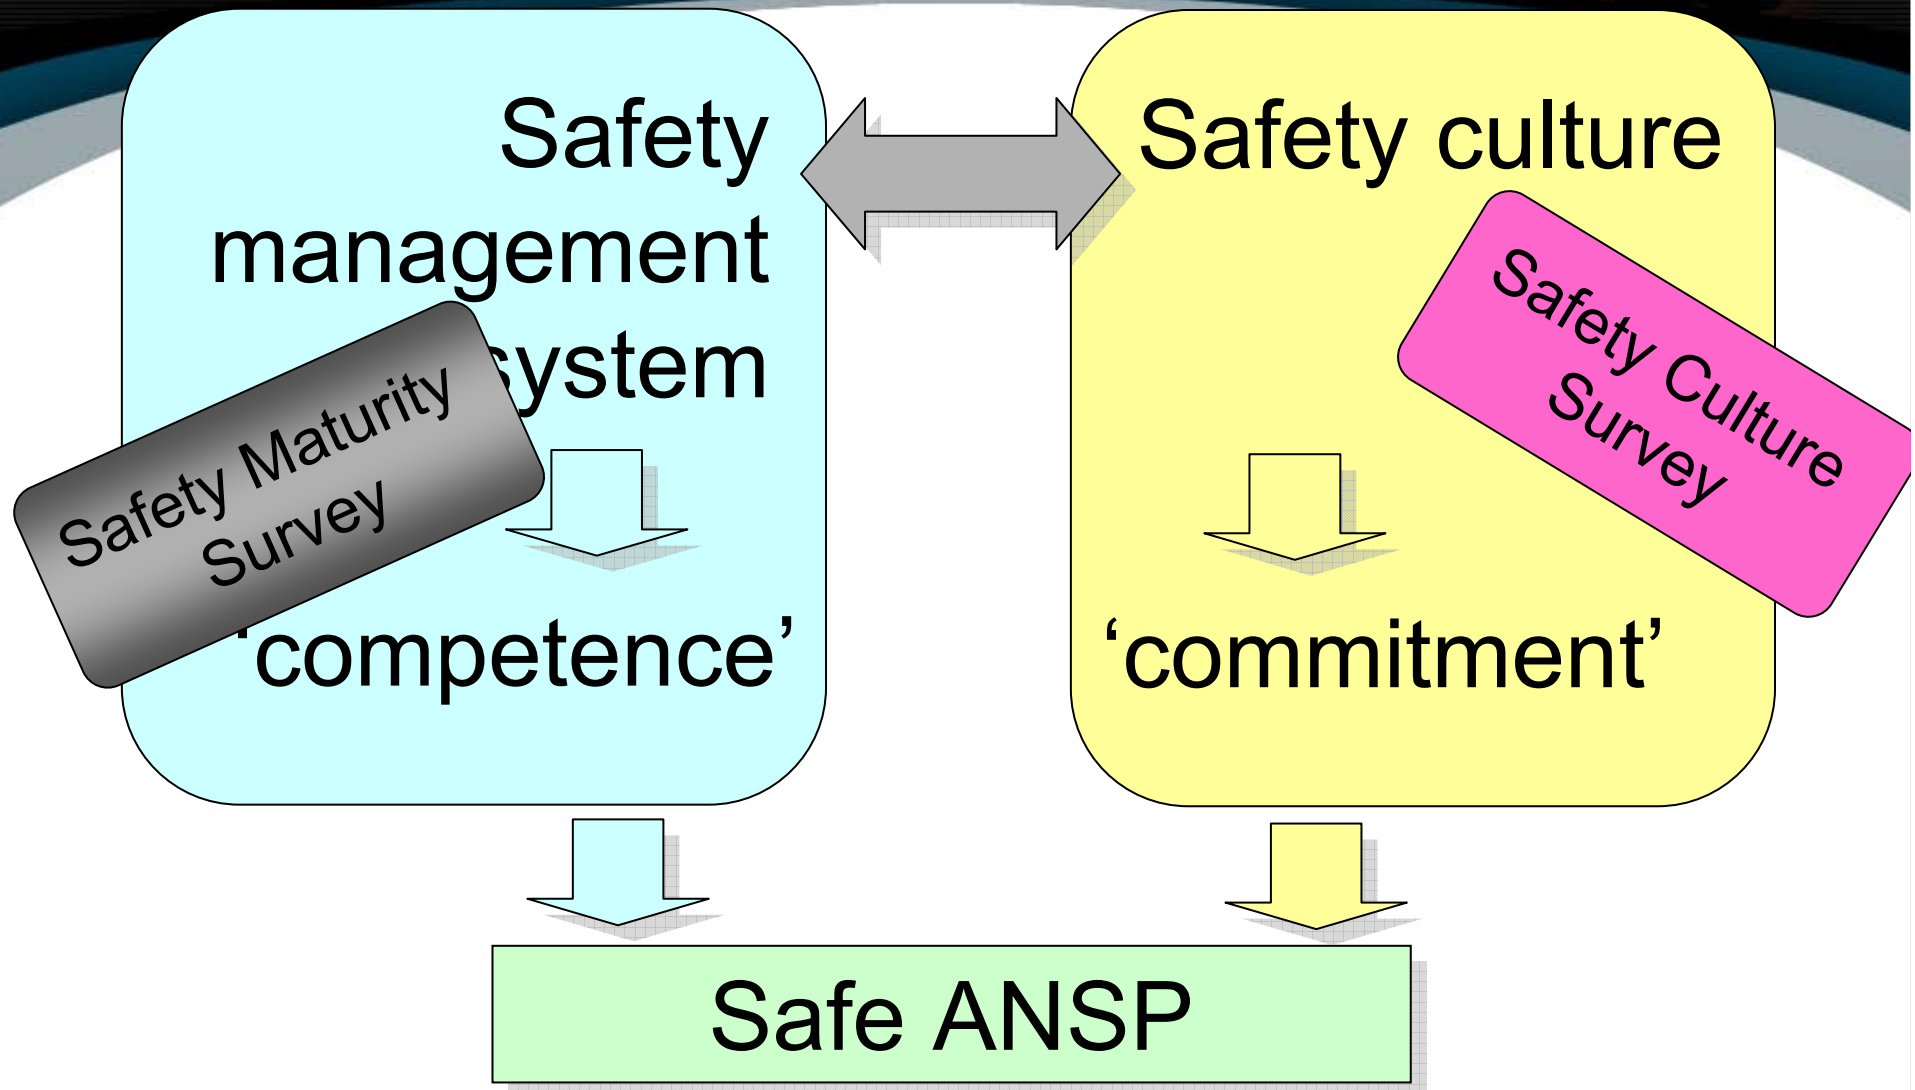 Safety
management
system
Safety Maturity
Survey
'competence'
Safety culture
Safety Culture
Survey
‘commitment’
Safe ANSP